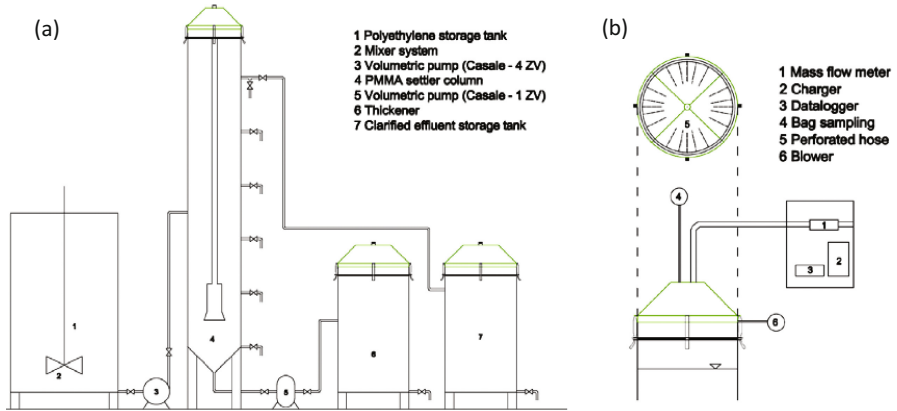 (a)
1 Polyethylene storage tank
2 Mixer system
3 Volumetric pump (Casale - 4 ZV)
4 PMMA settler column
5 Volumetric pump (Casale - 1 ZV)
6 Thickener
7 Clarified effluent storage tank
1
2
3
4
5
6
7
(b)
1 Mass flow meter
2 Charger
3 Datalogger
4 Bag sampling
5 Perforated hose
6 Blower
5
4
1
2
3
6